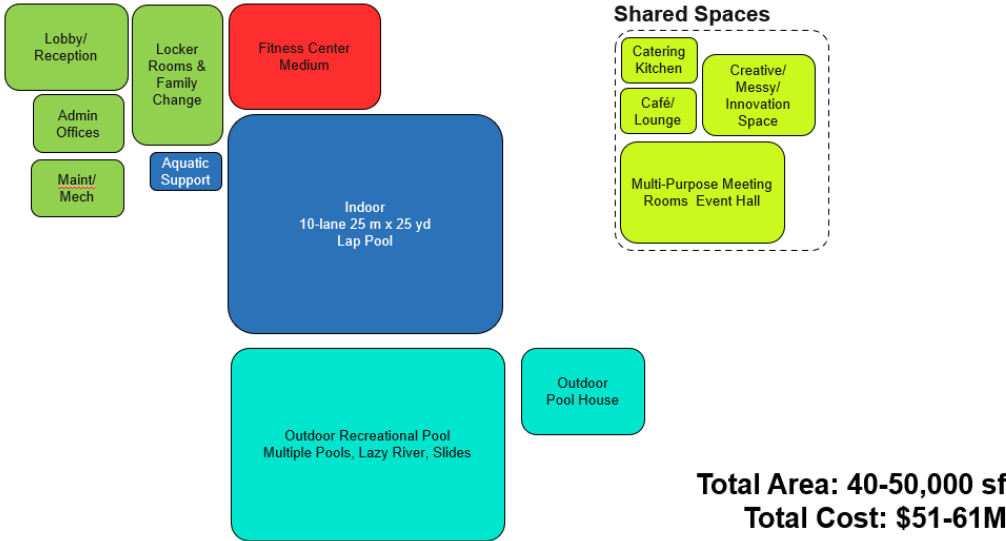 Shared Spaces
Lobby/
Reception
Locker
Rooms &
Family
Change
Fitness Center
Medium
Admin
Offices
Maint/
Mech
Aquatic
Support
Indoor
10-lane 25 m x 25 yd
Lap Pool
Catering
Kitchen
Café/
Lounge
Creative/
Messy/
Innovation
Space
Multi-Purpose Meeting
Rooms  Event Hall
Outdoor Recreational Pool
Multiple Pools, Lazy River, Slides
Outdoor
Pool House
Total Area: 40-50,000 sf
Total Cost: $51-61M